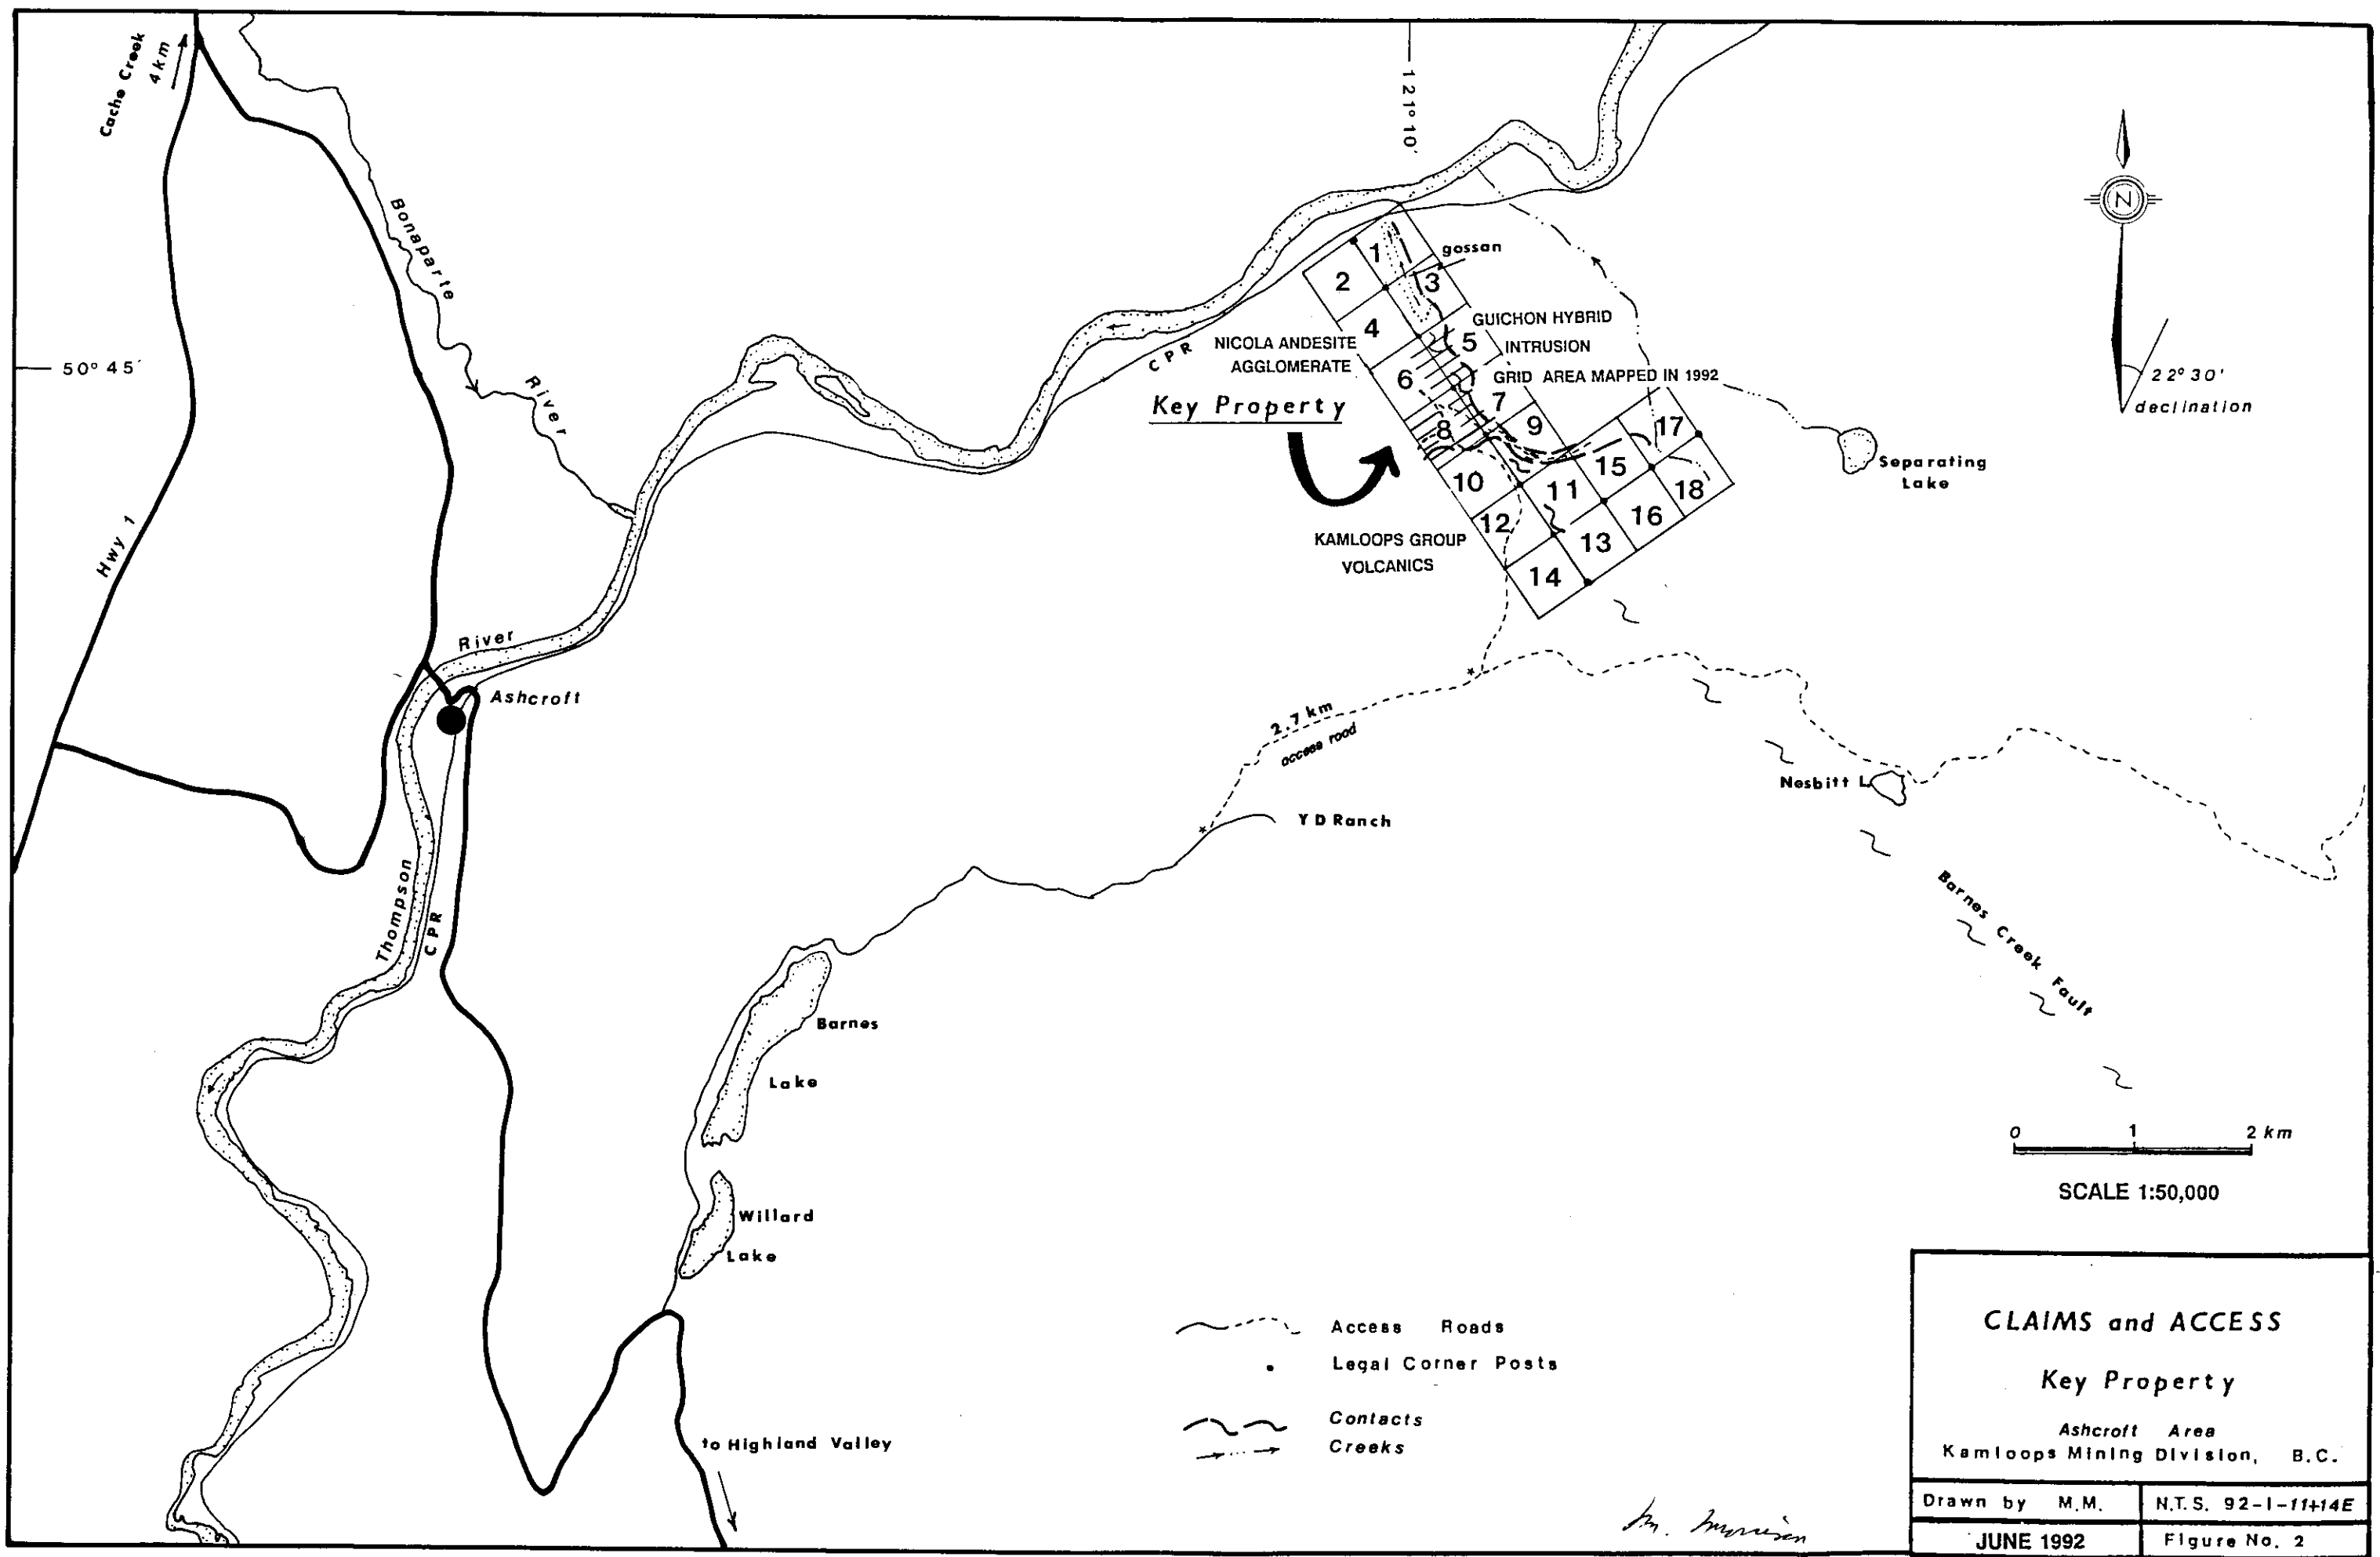 Cache Creek
4 km
121° 10'
N
Bonaparte
River
gossan
1
2
3
4
GUICHON HYBRID
5
INTRUSION
NICOLA ANDESITE
AGGLOMERATE
CPR
50° 45'
6
GRID AREA MAPPED IN 1992
22° 30'
declination
Key Property
7
8
9
17
10
15
Separating
Lake
11
18
12
16
13
14
KAMLOOPS GROUP
VOLCANICS
Hwy 1
River
Ashcroft
2.7 km
access road
Nesbitt L.
Y D Ranch
Thompson
CPR
Barnes Creek Fault
Barnes
Lake
0 1 2 km
SCALE 1:50,000
Willard
Lake
Access Roads
Legal Corner Posts
Contacts
Creeks
to Highland Valley
CLAIMS and ACCESS
Key Property
Ashcroft Area
Kamloops Mining Division, B.C.
Drawn by M.M.
N.T.S. 92-I-11+14E
JUNE 1992
Figure No. 2
M. Morrison